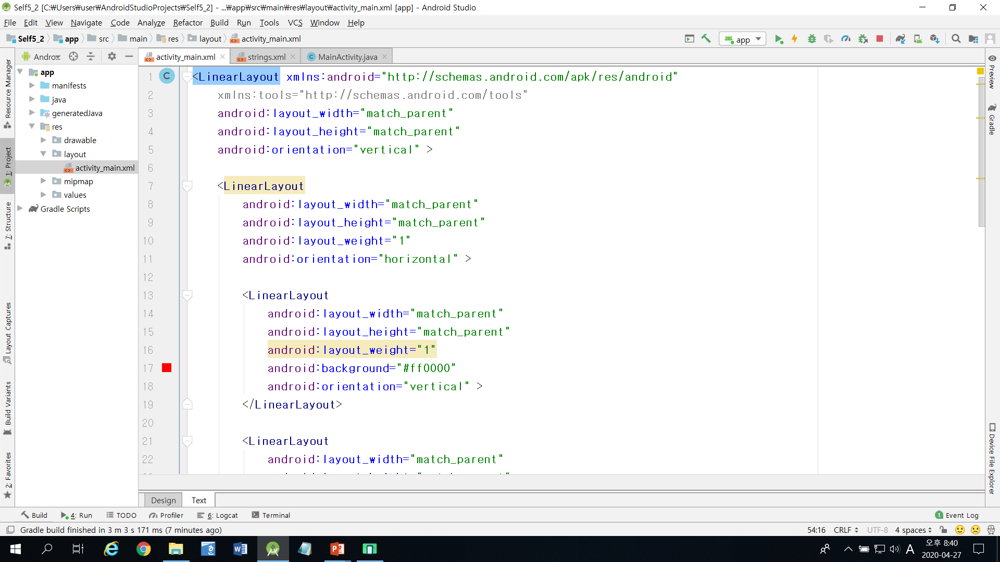 Self5_2 [C:₩Users₩user₩AndroidStudioProjects₩Self5_2] - ...₩app₩src₩main₩res₩layout₩activity_main.xml [app] - Android Studio
File Edit View Navigate Code Analyze Refactor Build Run Tools VCS Window Help
Self5_2 app src main res layout activity_main.xml
app
Andro
activity_main.xml
strings.xml
MainActivity.java
Resource Manager
1: Project
7: Structure
Layout Captures
Build Variants
2: Favorites
app
manifests
java
generatedJava
res
drawable
layout
activity_main.xml
mipmap
values
Gradle Scripts
1 C <LinearLayout xmlns:android="http://schemas.android.com/apk/res/android"
2 xmlns:tools="http://schemas.android.com/tools"
3 android:layout_width="match_parent"
4 android:layout_height="match_parent"
5 android:orientation="vertical" >
6
7 <LinearLayout
8 android:layout_width="match_parent"
9 android:layout_height="match_parent"
10 android:layout_weight="1"
11 android:orientation="horizontal" >
12
13 <LinearLayout
14 android:layout_width="match_parent"
15 android:layout_height="match_parent"
16 android:layout_weight="1"
17 android:background="#ff0000"
18 android:orientation="vertical" >
19 </LinearLayout>
20
21 <LinearLayout
22 android:layout_width="match_parent"
Preview
Gradle
Device File Explorer
Design Text
Build 4: Run TODO Profiler 6: Logcat Terminal
1 Event Log
Gradle build finished in 3 m 3 s 171 ms (7 minutes ago)
54:16 CRLF UTF-8 4 spaces
A
오후 8:40
2020-04-27